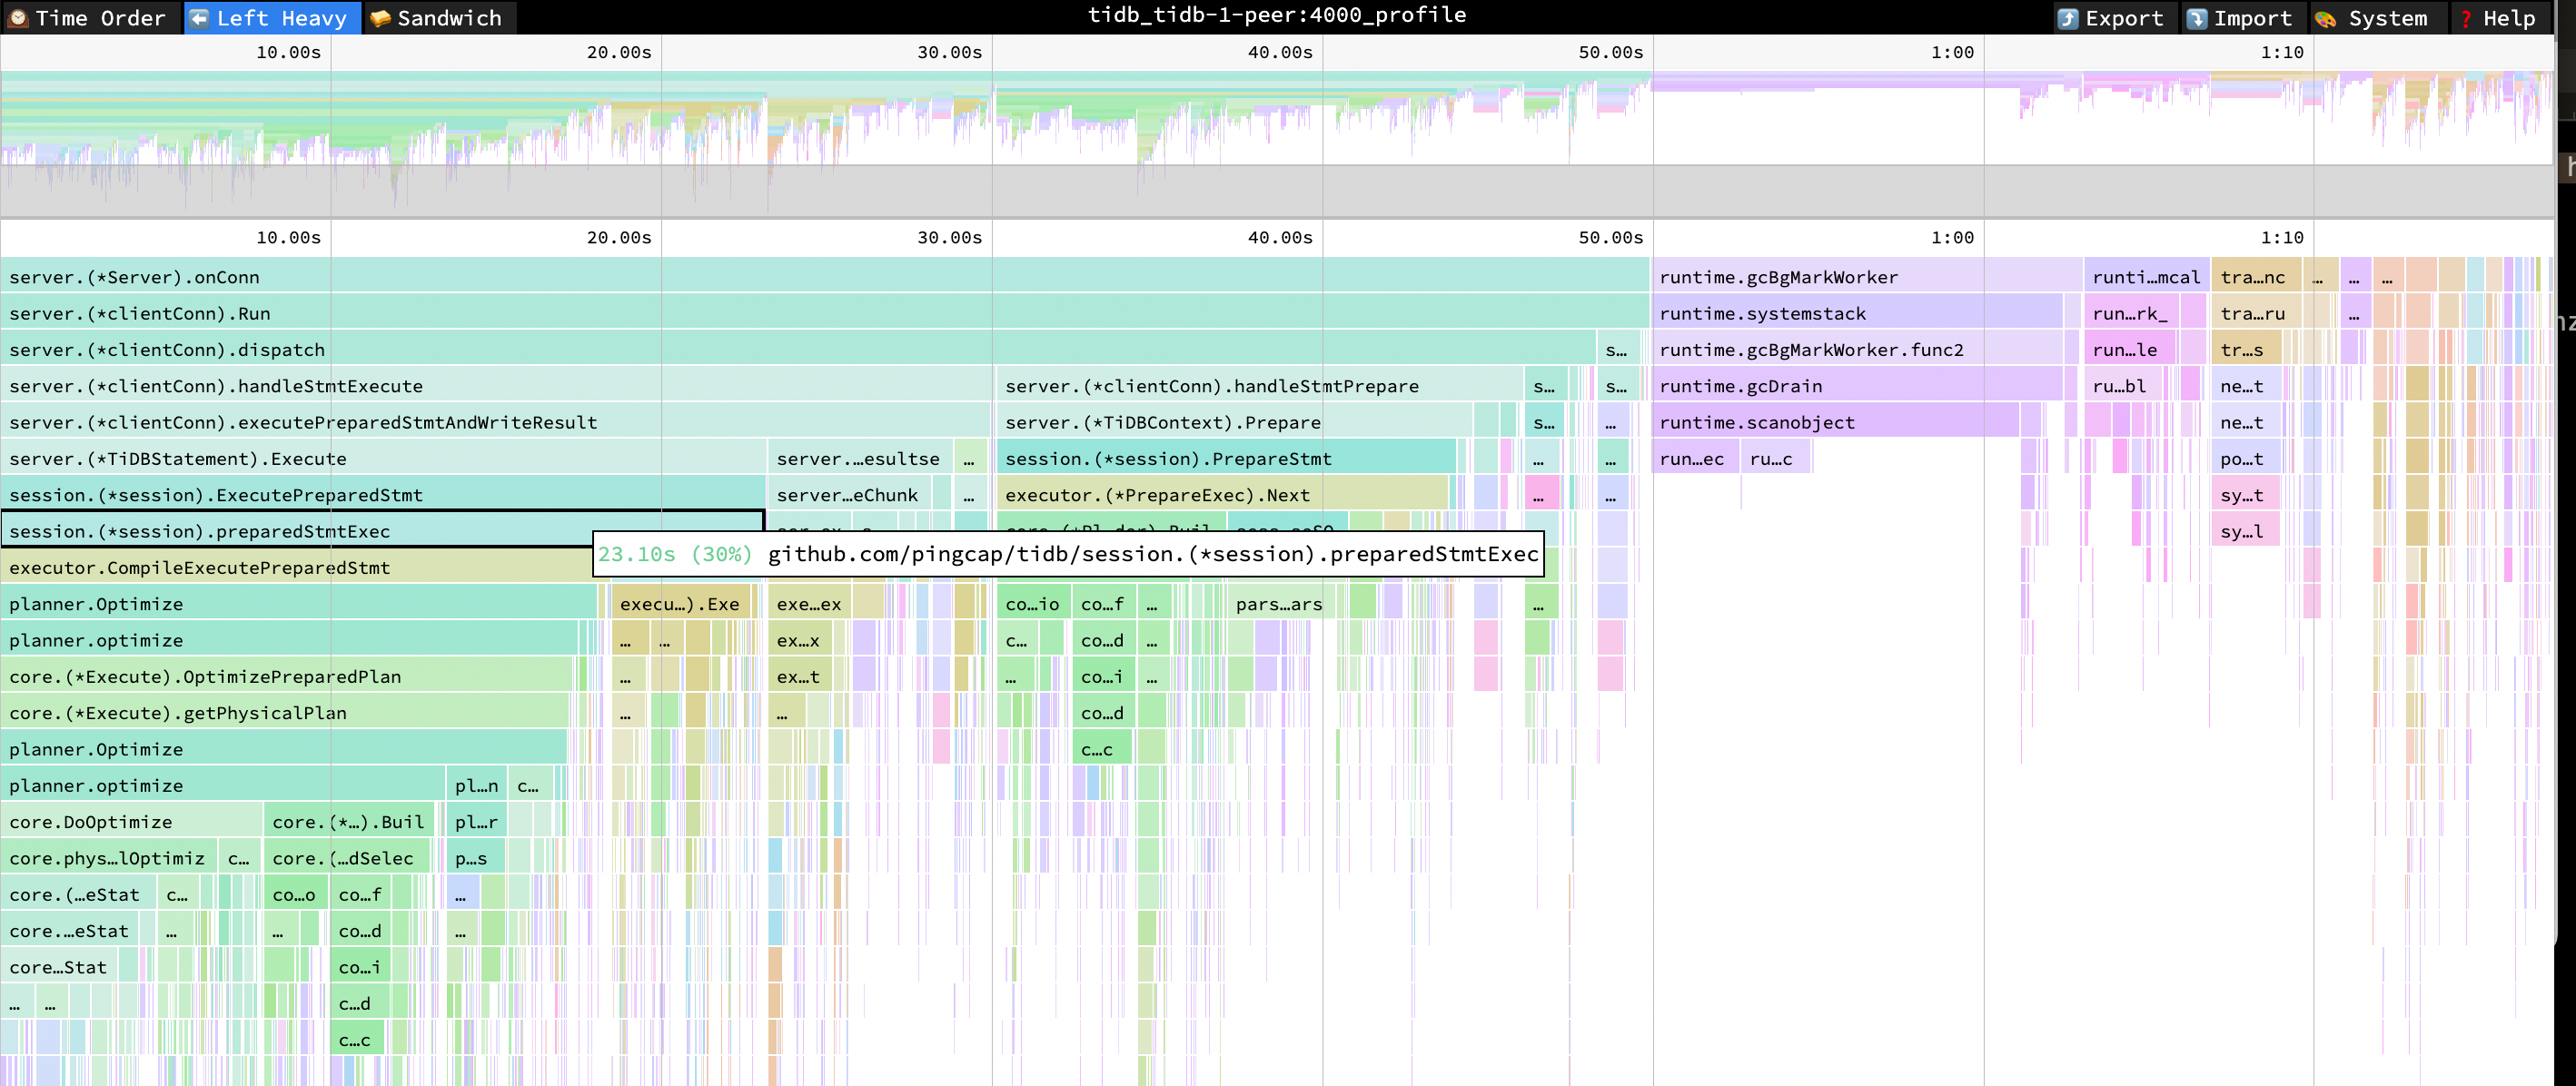 Time Order Left Heavy Sandwich tidb_tidb-1-peer:4000_profile Export Import System ? Help
10.00s 20.00s 30.00s 40.00s 50.00s 1:00 1:10
10.00s 20.00s 30.00s 40.00s 50.00s 1:00 1:10
server.(*Server).onConn runtime.gcBgMarkWorker runti…mcal tra…nc … … …
server.(*clientConn).Run runtime.systemstack run…rk_ tra…ru …
server.(*clientConn).dispatch s… runtime.gcBgMarkWorker.func2 run…le tr…s
server.(*clientConn).handleStmtExecute server.(*clientConn).handleStmtPrepare s… s… runtime.gcDrain ru…bl ne…t
server.(*clientConn).executePreparedStmtAndWriteResult server.(*TiDBContext).Prepare s… … runtime.scanobject ne…t
server.(*TiDBStatement).Execute server.…esultse … session.(*session).PrepareStmt … … run…ec ru…c po…t
session.(*session).ExecutePreparedStmt server…eChunk … executor.(*PrepareExec).Next … … sy…t
session.(*session).preparedStmtExec sy…l
23.10s (30%) github.com/pingcap/tidb/session.(*session).preparedStmtExec
executor.CompileExecutePreparedStmt
planner.Optimize execu…).Exe exe…ex co…io co…f … pars…ars …
planner.optimize … … ex…x c… co…d …
core.(*Execute).OptimizePreparedPlan … ex…t … co…i …
core.(*Execute).getPhysicalPlan … … co…d
planner.Optimize c…c
planner.optimize pl…n c…
core.DoOptimize core.(*…).Buil pl…r
core.phys…lOptimiz c… core.(…dSelec p…s
core.(…eStat c… co…o co…f …
core.…eStat … … co…d …
core…Stat co…i
… … c…d
c…c